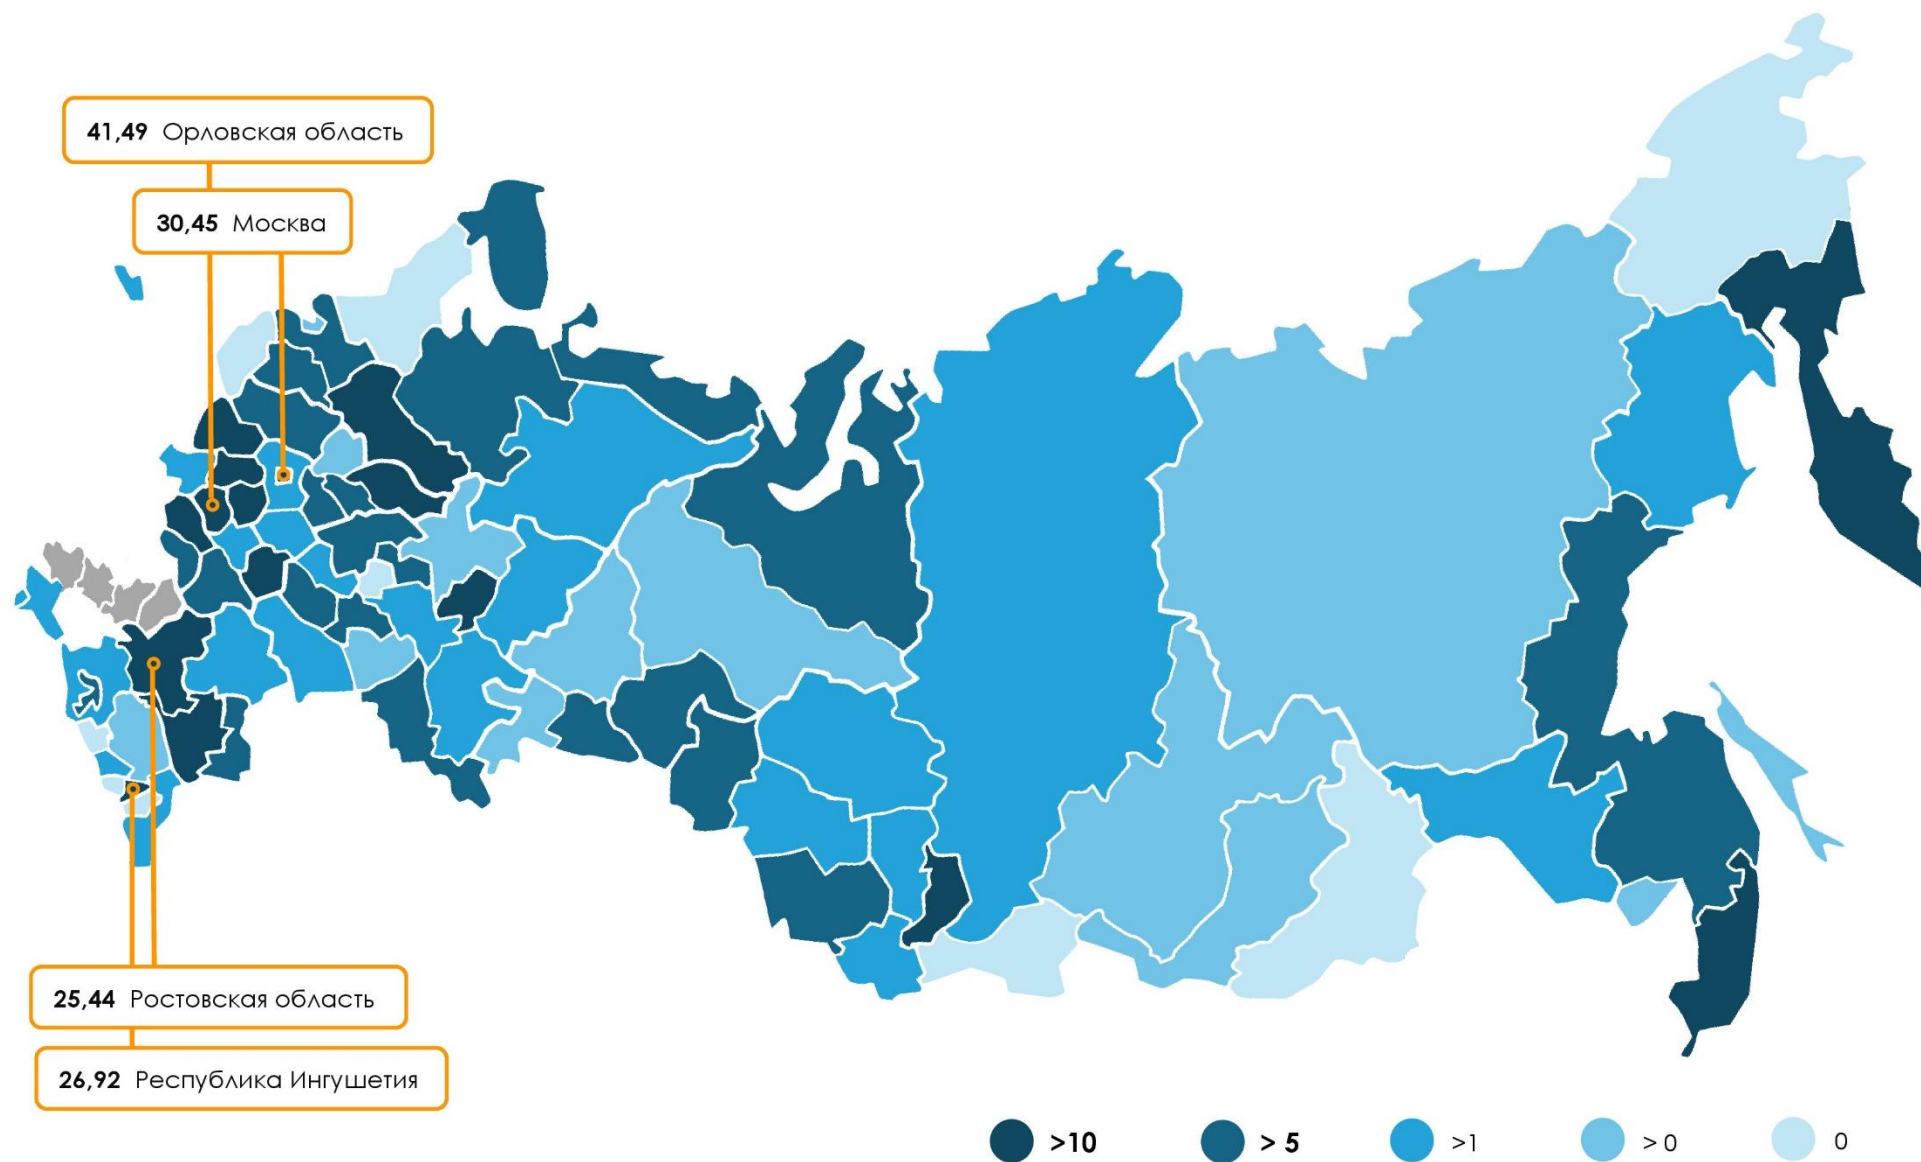 41,49 Орловская область
30,45 Москва
25,44 Ростовская область
26,92 Республика Ингушетия
>10
> 5
>1
> 0
0